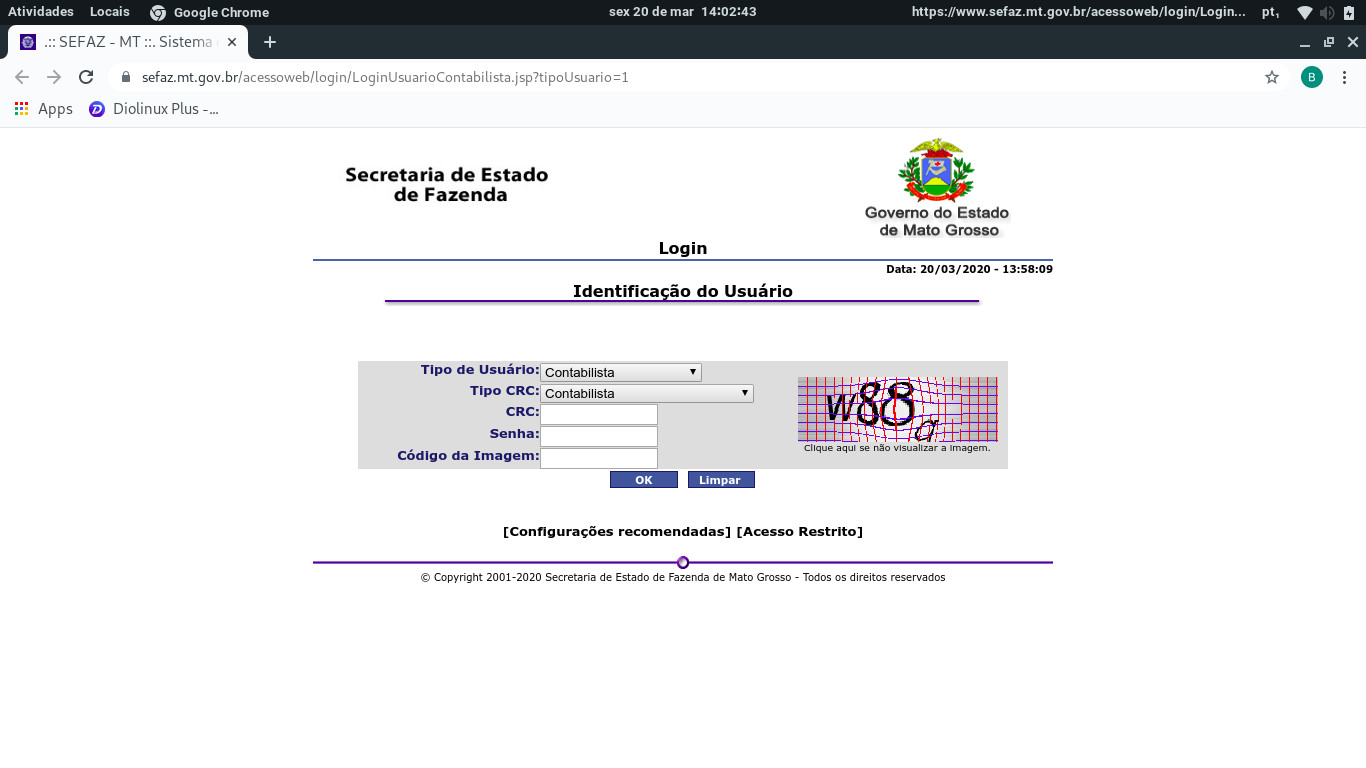 Atividades Locais Google Chrome sex 20 de mar 14:02:43 https://www.sefaz.mt.gov.br/acessoweb/login/Login... pt₁
.:: SEFAZ - MT ::. Sistema
sefaz.mt.gov.br/acessoweb/login/LoginUsuarioContabilista.jsp?tipoUsuario=1 B
Apps Diolinux Plus -...
Secretaria de Estado
de Fazenda
Governo do Estado
de Mato Grosso
Login
Data: 20/03/2020 - 13:58:09
Identificação do Usuário
Tipo de Usuário: Contabilista
Tipo CRC: Contabilista
CRC:
Senha:
Código da Imagem:
Clique aqui se não visualizar a imagem.
OK Limpar
[Configurações recomendadas] [Acesso Restrito]
© Copyright 2001-2020 Secretaria de Estado de Fazenda de Mato Grosso - Todos os direitos reservados